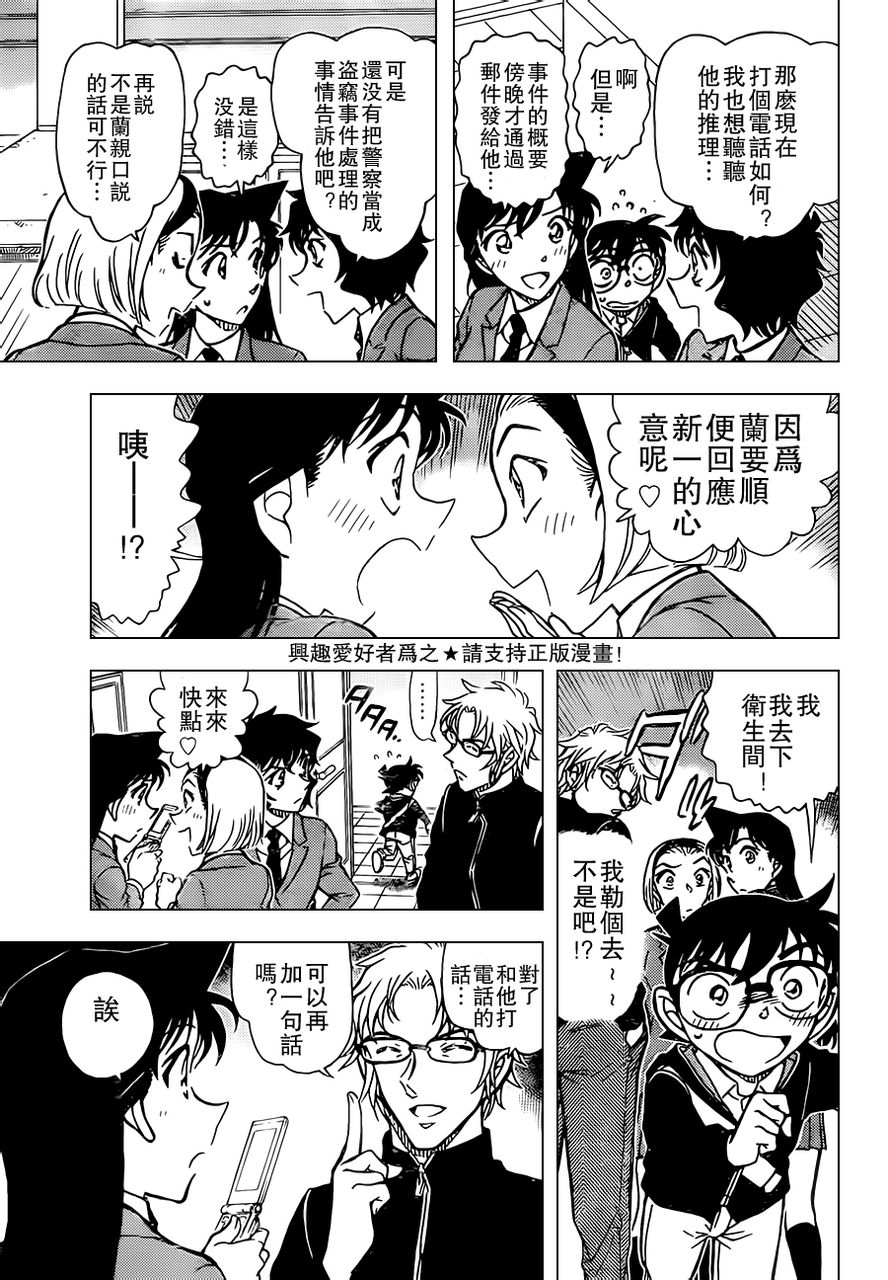 那麼現在
打個電話如何?
我也想聽聽
他的推理…
啊
但是…
事件的概要
傍晚才通過
郵件發給他…
可是
還没有把警察當成
盗竊事件處理的
事情告訴他吧?
是這樣
没錯…
再説
不是蘭親口説
的話可不行…
因爲
蘭要順
便回應
新一的心
意呢♡
咦——!?
興趣愛好者爲之★請支持正版漫畫!
我
我去下
衛生間!
我勒個去~~
不是吧!?
……
AAA..
來來
快點♡
對了
和他打
電話的
話…
可以再
加一句話
嗎?
誒